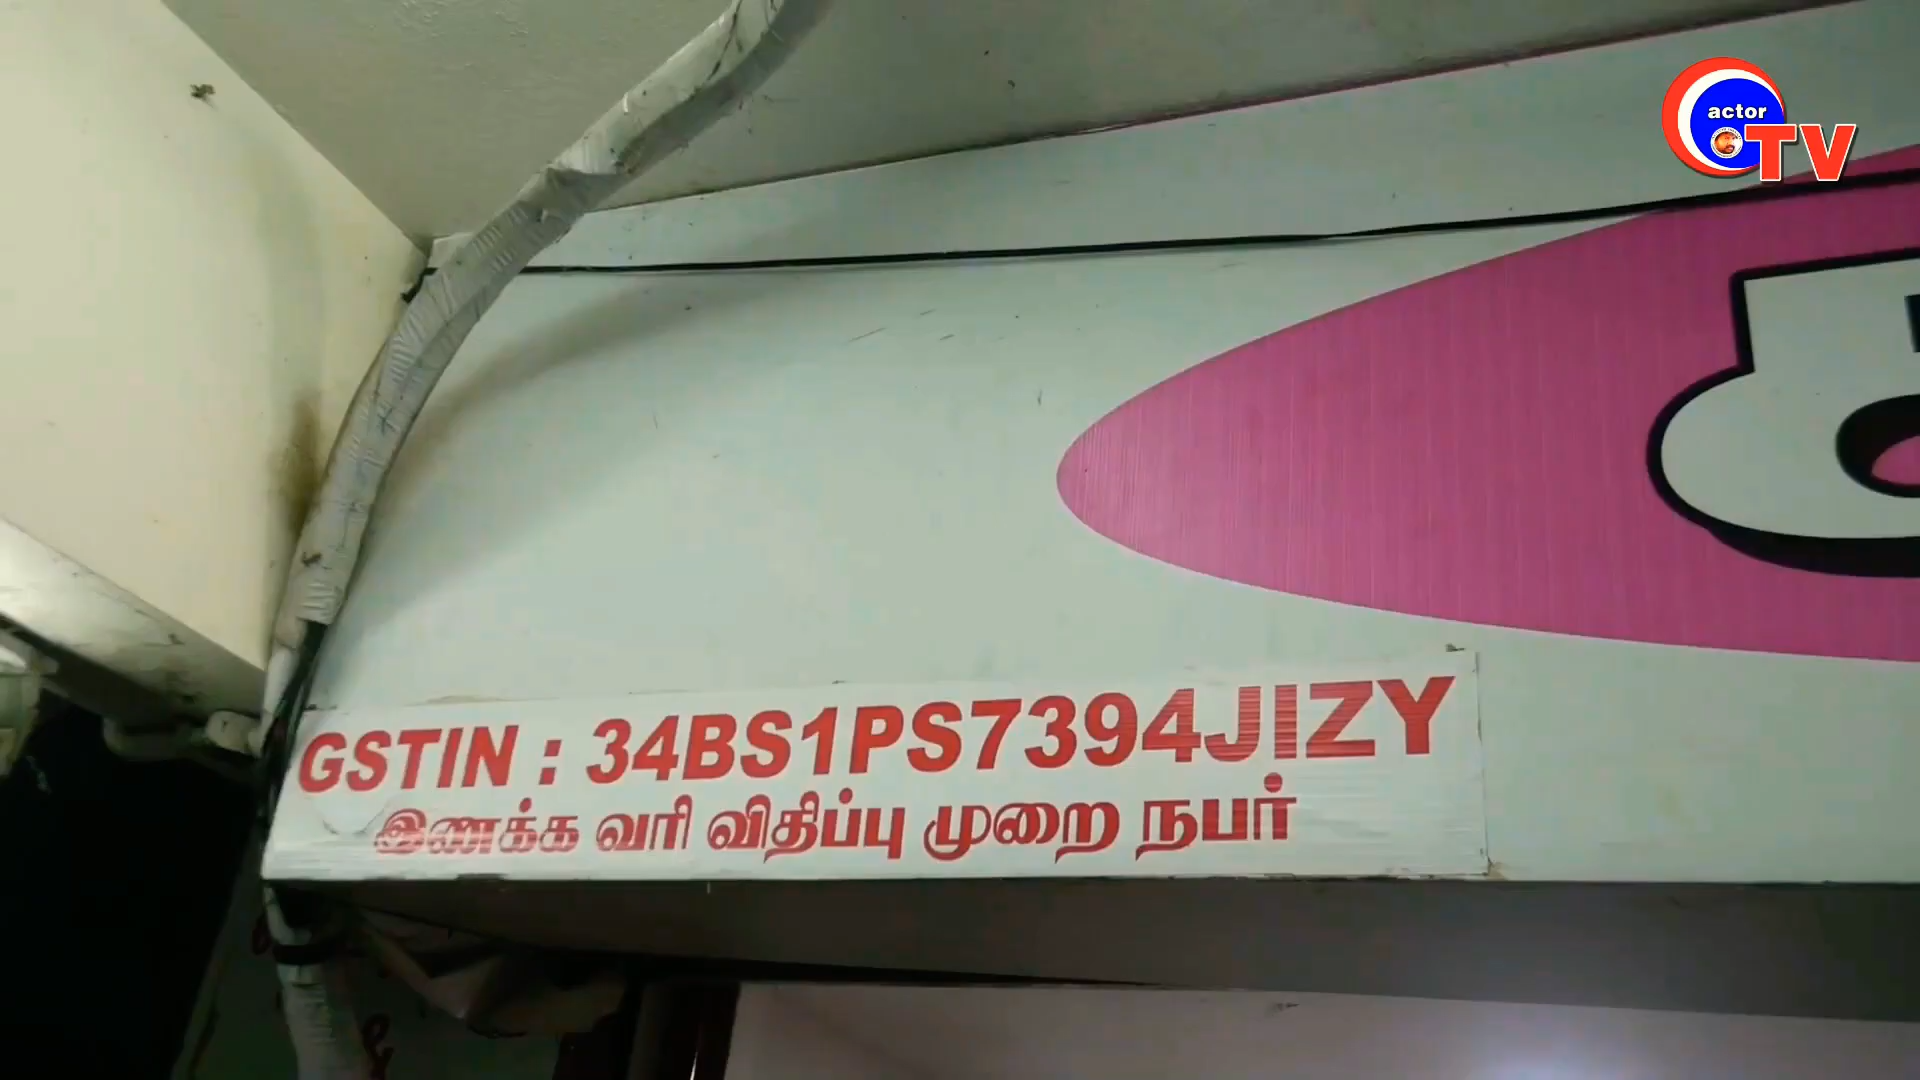 actor
TV
GSTIN : 34BS1PS7394JIZY
இணக்க வரி விதிப்பு முறை நபர்